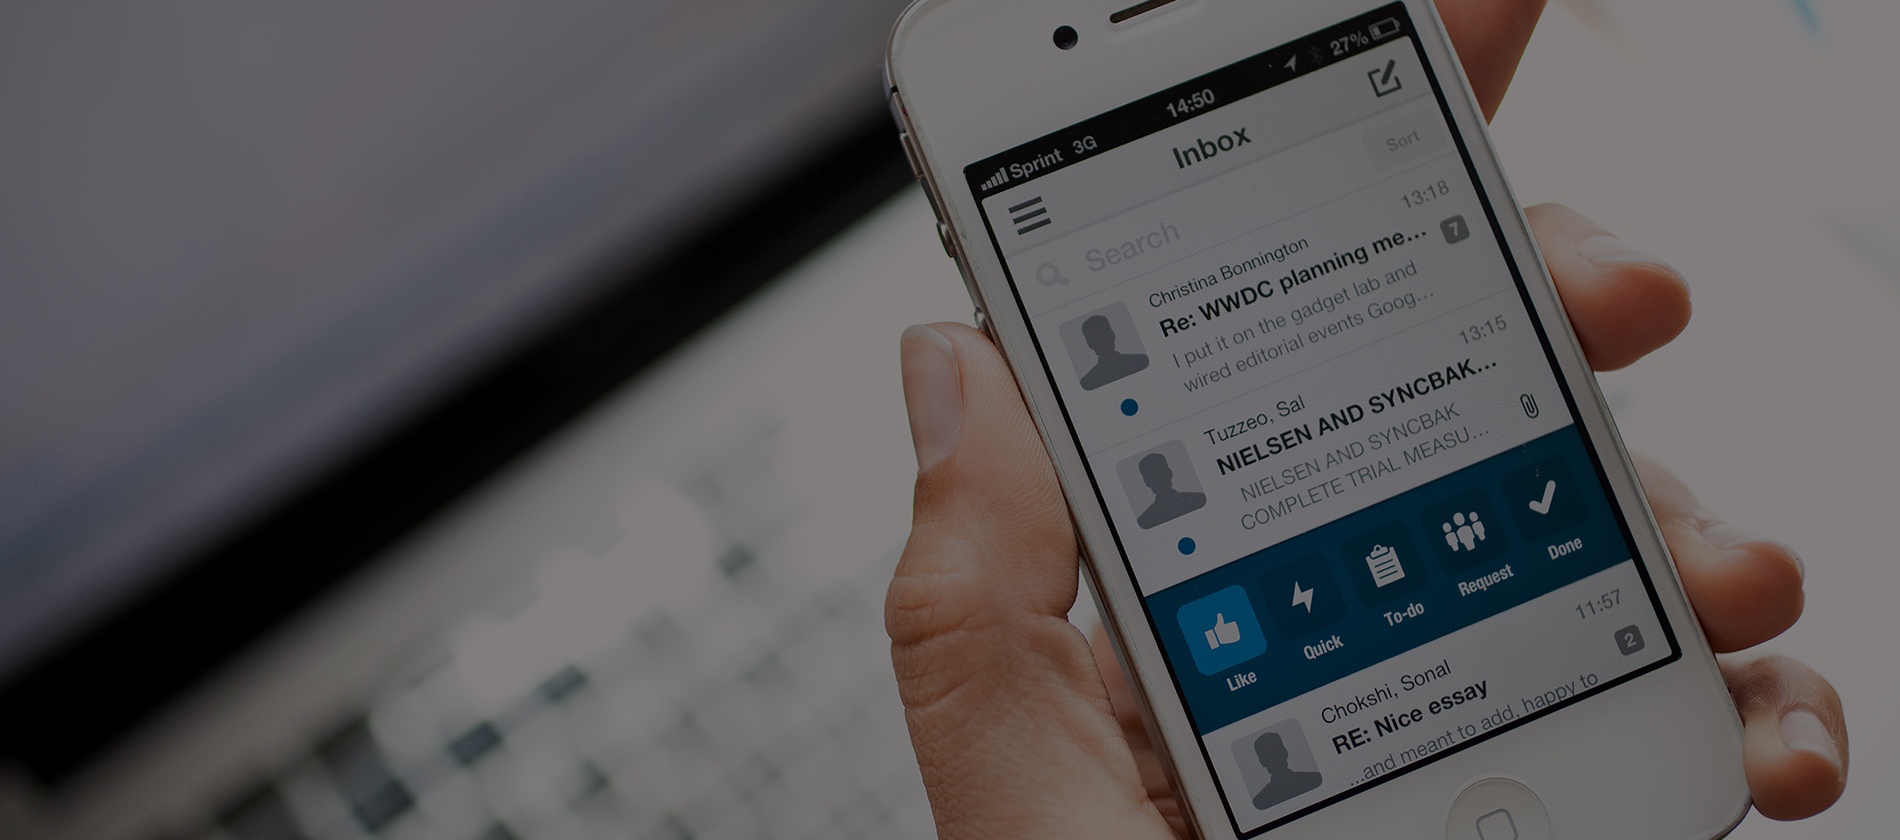 Sprint 3G 14:50 27%
Inbox
Search
Sort
13:18
Christina Bonnington
Re: WWDC planning me...
7
I put it on the gadget lab and
wired editorial events Goog...
13:15
Tuzzeo, Sal
NIELSEN AND SYNCBAK...
NIELSEN AND SYNCBAK
COMPLETE TRIAL MEASU...
Like Quick To-do Request Done
11:57
Chokshi, Sonal
2
RE: Nice essay
...and meant to add, happy to